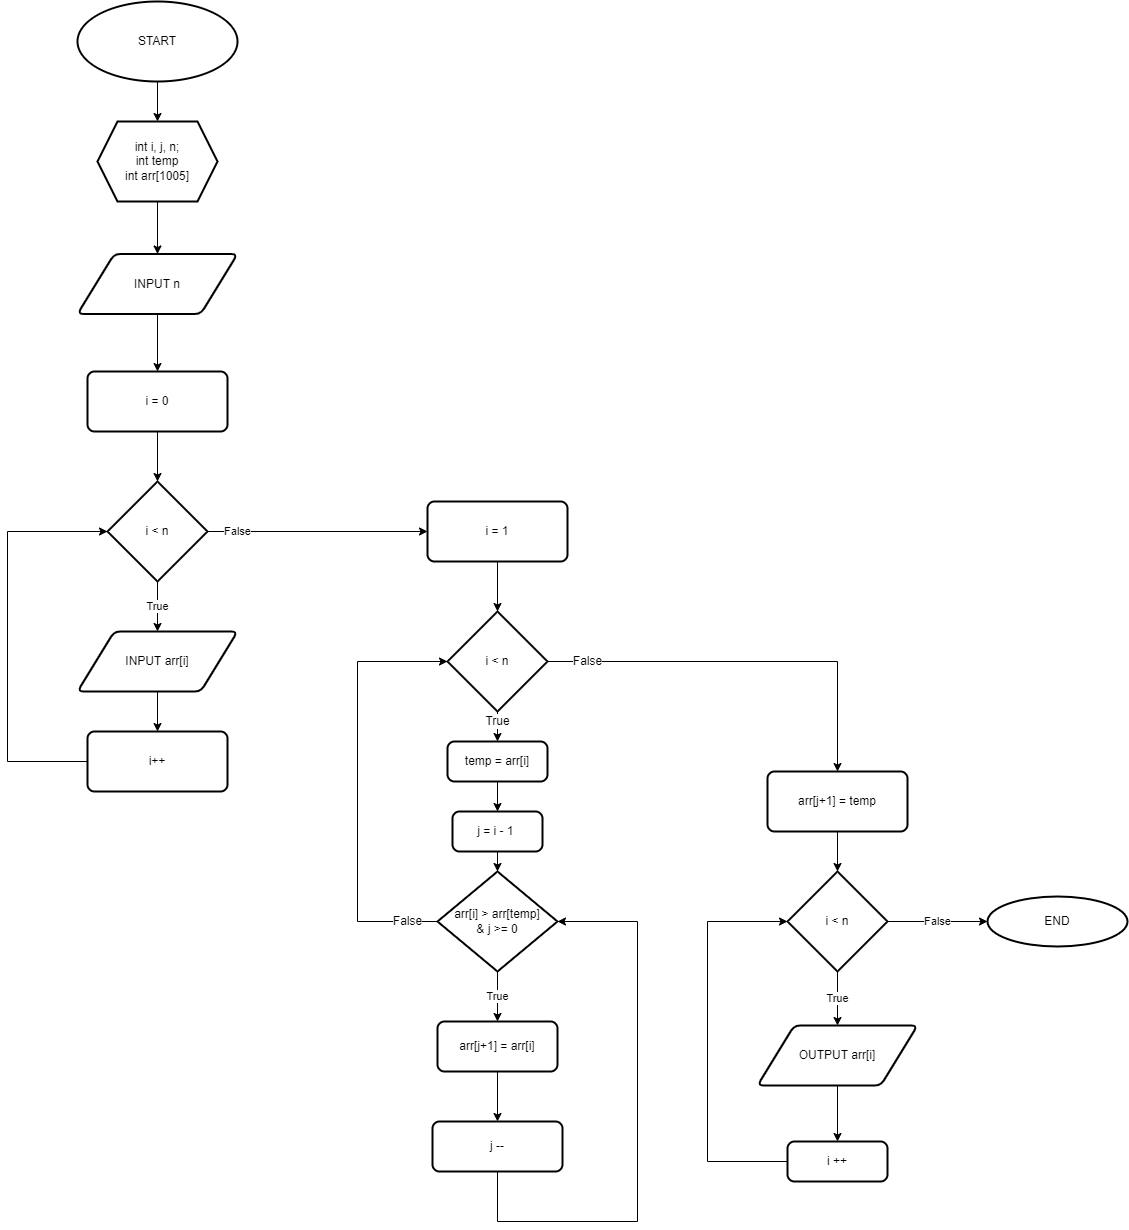 START
int i, j, n;
int temp
int arr[1005]
INPUT n
i = 0
i < n
False
True
INPUT arr[i]
i++
i = 1
i < n
False
True
temp = arr[i]
j = i - 1
arr[i] > arr[temp]
& j >= 0
False
True
arr[j+1] = arr[i]
j --
arr[j+1] = temp
i < n
False
END
True
OUTPUT arr[i]
i ++